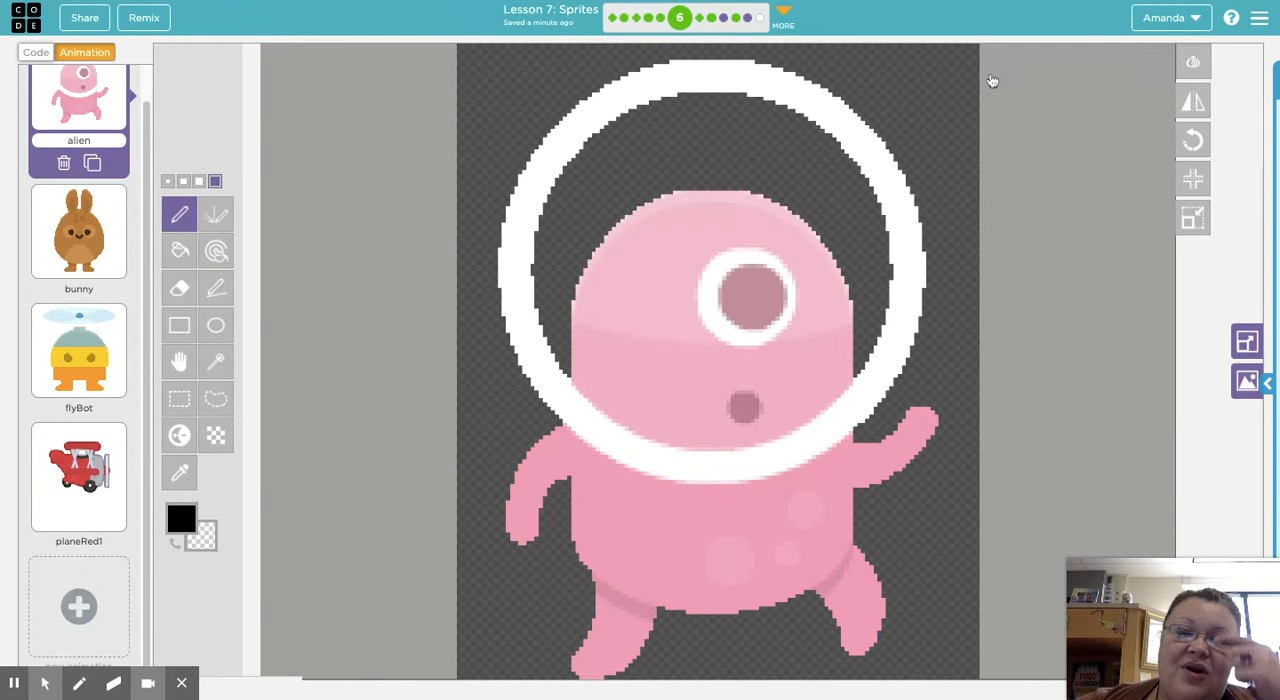 C O
D E
Share
Remix
Lesson 7: Sprites
Saved a minute ago
6
MORE
Amanda
?
Code
Animation
alien
bunny
flyBot
planeRed1